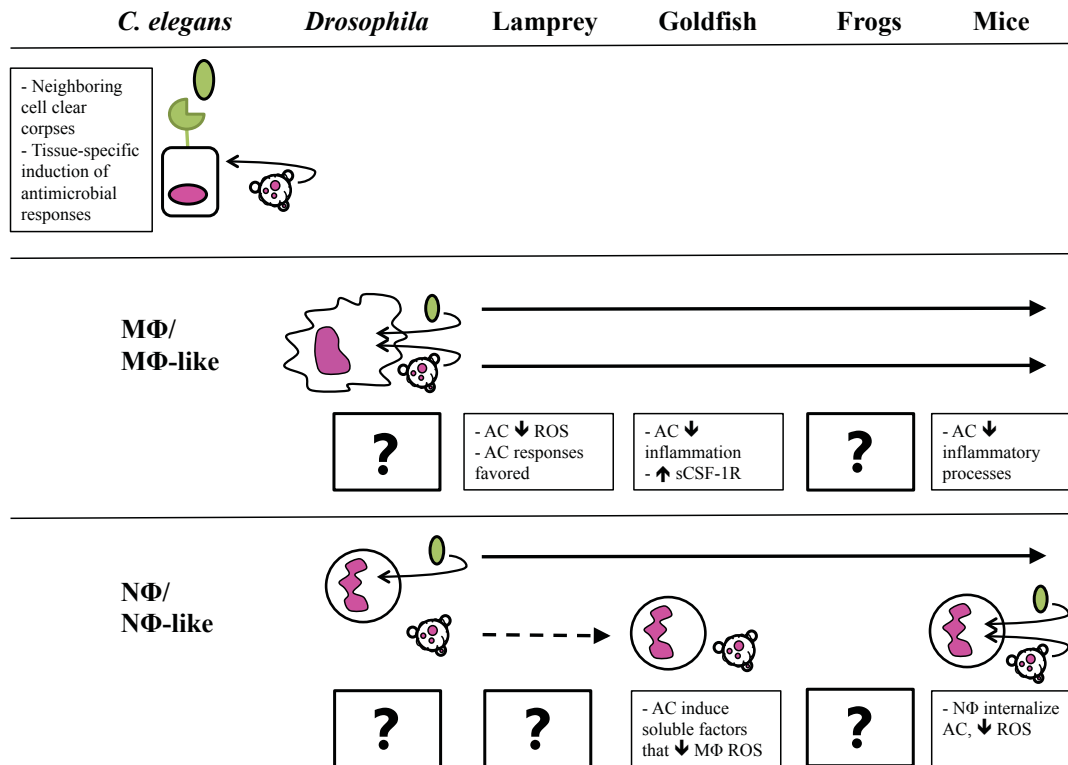 C. elegans Drosophila Lamprey Goldfish Frogs Mice
- Neighboring
cell clear
corpses
- Tissue-specific
induction of
antimicrobial
responses
MΦ/
MΦ-like
?
- AC ↓ ROS
- AC responses
favored
- AC ↓
inflammation
- ↑ sCSF-1R
?
- AC ↓
inflammatory
processes
NΦ/
NΦ-like
?
?
- AC induce
soluble factors
that ↓ MΦ ROS
?
- NΦ internalize
AC, ↓ ROS